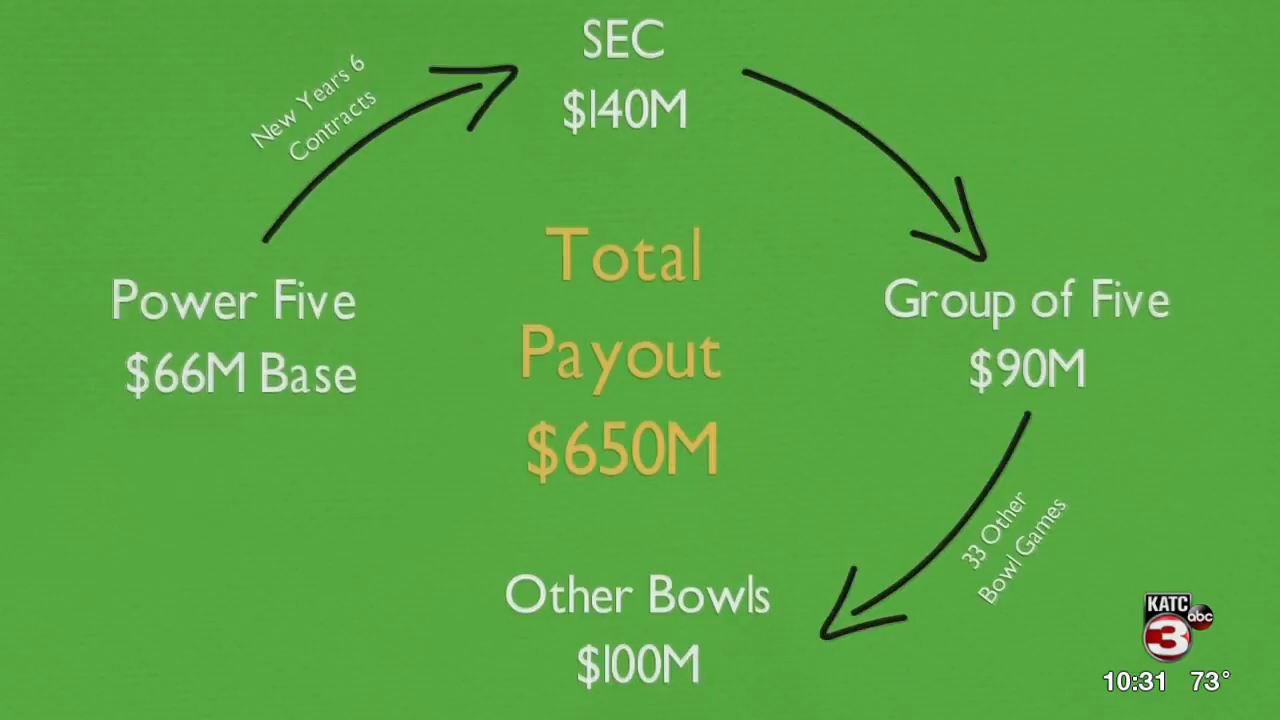 SEC
$140M
New Years 6
Contracts
Total
Payout
$650M
Power Five
$66M Base
Group of Five
$90M
33 Other
Bowl Games
Other Bowls
$100M
KATC
abc
3
10:31 73°